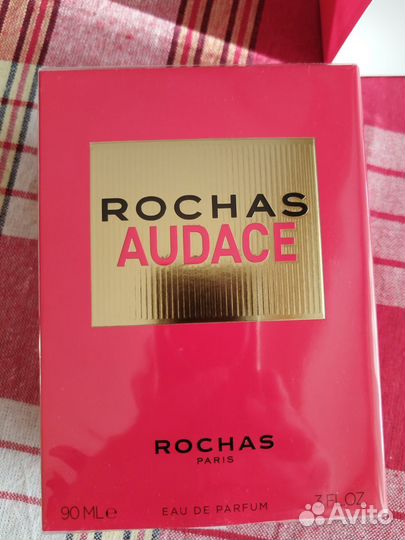 ROCHAS
AUDACE
ROCHAS
PARIS
90 ML℮ EAU DE PARFUM 3 FL.OZ.
Avito